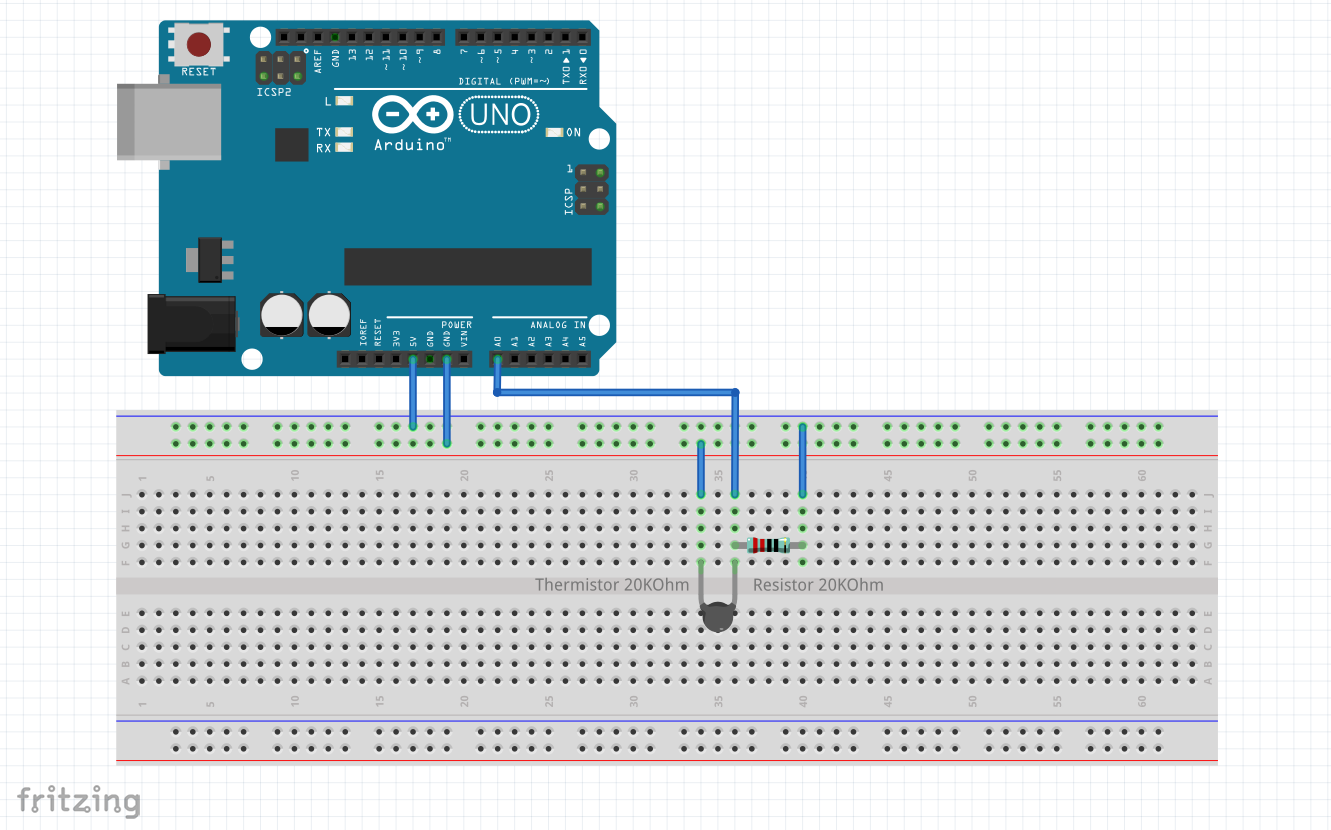 RESET
ICSP2
AREF
GND
13
12
~11
~10
~9
8
7
~6
~5
4
~3
2
TX0▶1
RX0◀0
DIGITAL (PWM=~)
L
TX
RX
Arduino™
UNO
ON
1
ICSP
IOREF
RESET
3V3
5V
GND
GND
VIN
POWER
A0
A1
A2
A3
A4
A5
ANALOG IN
1 5 10 15 20 25 30 35 40 45 50 55 60
J J
I I
H H
G G
F F
Thermistor 20KOhm Resistor 20KOhm
E E
D D
C C
B B
A A
1 5 10 15 20 25 30 35 40 45 50 55 60
fritzing